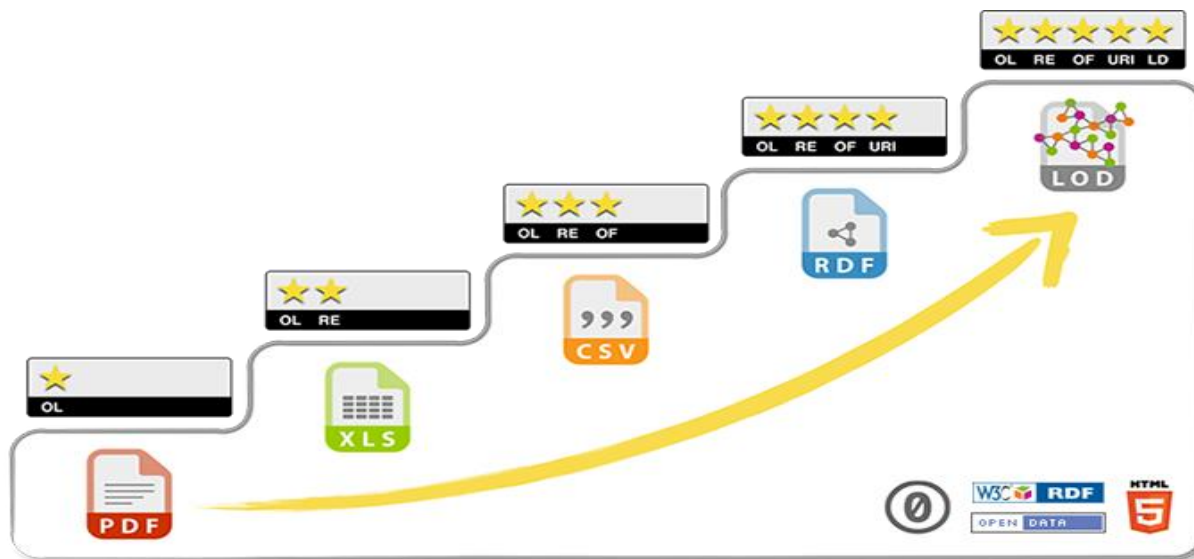 OL RE OF URI LD
OL RE OF URI
LOD
OL RE OF
RDF
OL RE
CSV
OL
XLS
PDF
0
W3C RDF
OPEN DATA
HTML
5